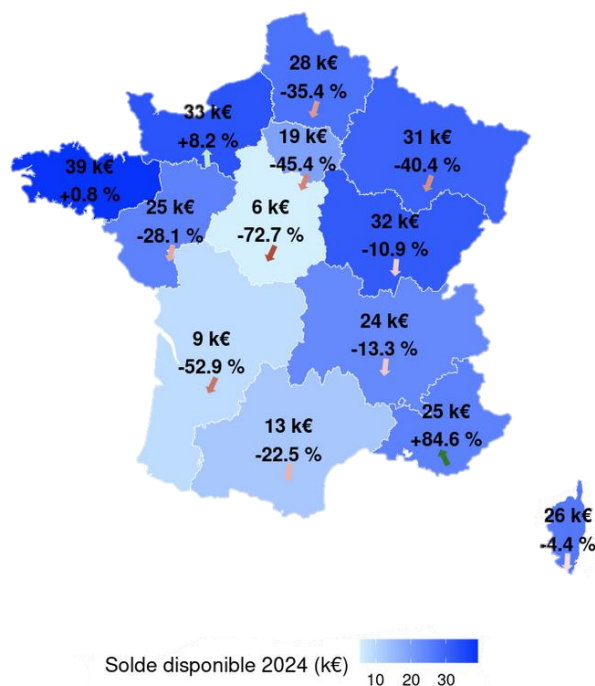 28 k€
-35.4 %
33 k€
+8.2 %
19 k€
-45.4 %
31 k€
-40.4 %
39 k€
+0.8 %
25 k€
-28.1 %
6 k€
-72.7 %
32 k€
-10.9 %
9 k€
-52.9 %
24 k€
-13.3 %
13 k€
-22.5 %
25 k€
+84.6 %
26 k€
-4.4 %
Solde disponible 2024 (k€)
10 20 30